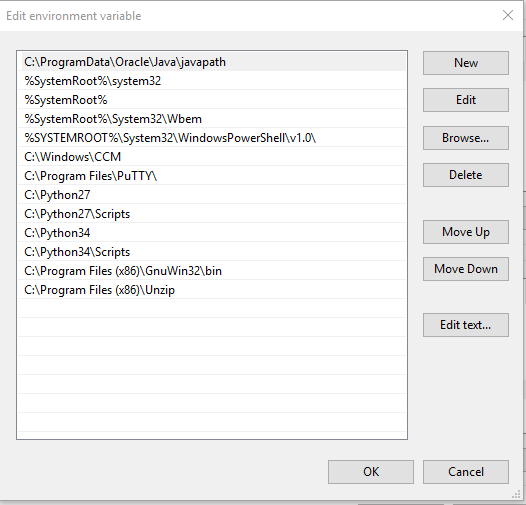 Edit environment variable
C:\ProgramData\Oracle\Java\javapath
%SystemRoot%\system32
%SystemRoot%
%SystemRoot%\System32\Wbem
%SYSTEMROOT%\System32\WindowsPowerShell\v1.0\
C:\Windows\CCM
C:\Program Files\PuTTY\
C:\Python27
C:\Python27\Scripts
C:\Python34
C:\Python34\Scripts
C:\Program Files (x86)\GnuWin32\bin
C:\Program Files (x86)\Unzip
New
Edit
Browse...
Delete
Move Up
Move Down
Edit text...
OK
Cancel